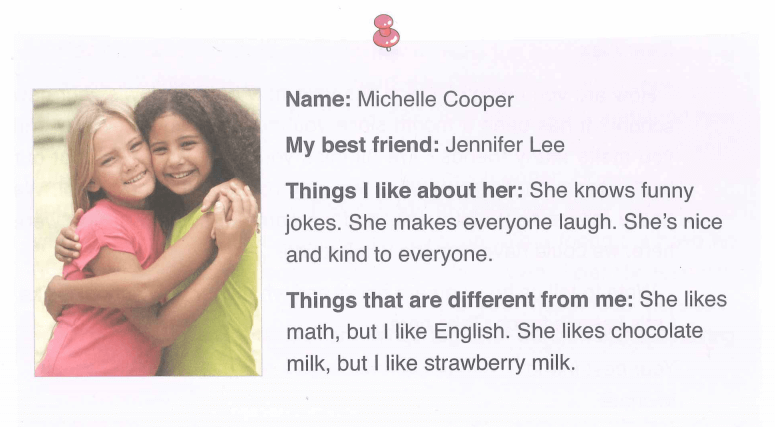 Name: Michelle Cooper
My best friend: Jennifer Lee
Things I like about her: She knows funny
jokes. She makes everyone laugh. She's nice
and kind to everyone.
Things that are different from me: She likes
math, but I like English. She likes chocolate
milk, but I like strawberry milk.